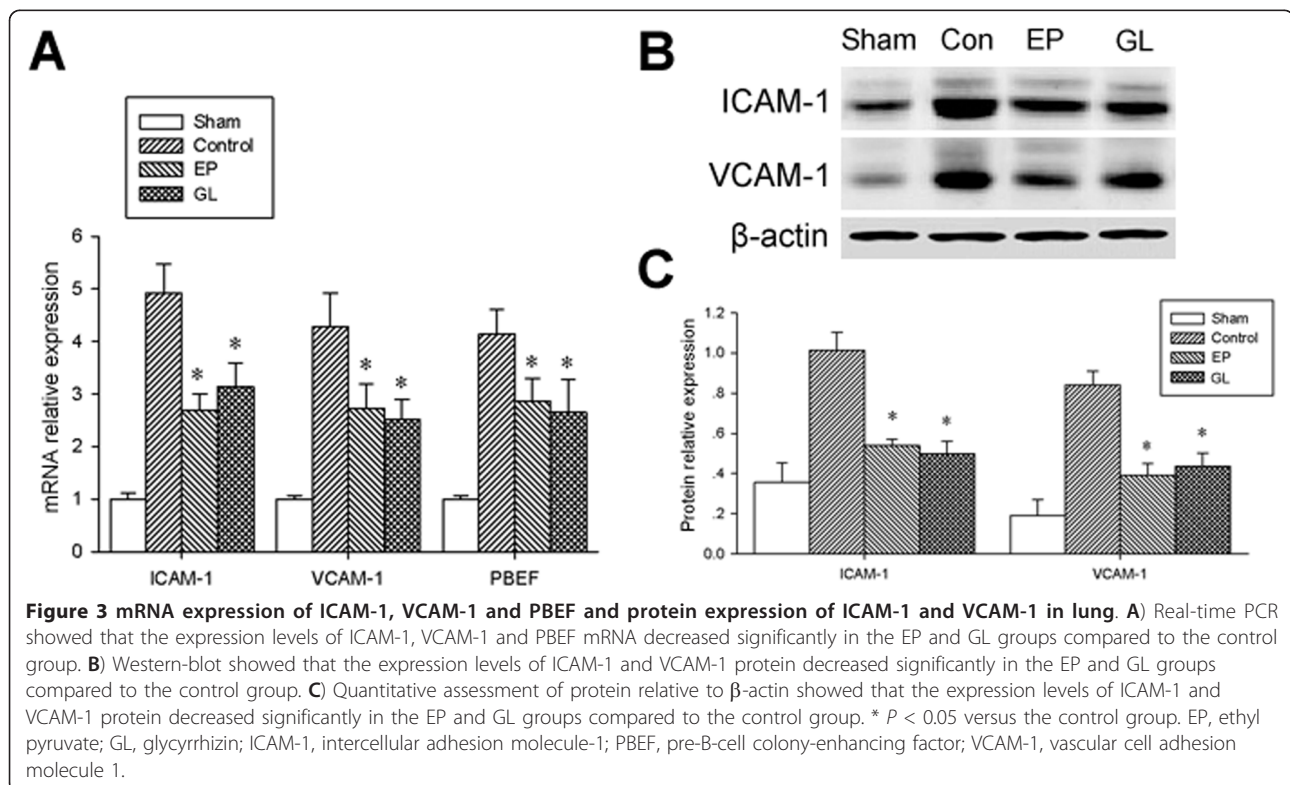 A
Sham
Control
EP
GL
mRNA relative expression
6
5
4
3
2
1
0
* * * * * *
ICAM-1 VCAM-1 PBEF
B
Sham Con EP GL
ICAM-1
VCAM-1
β-actin
C
Sham
Control
EP
GL
Protein relative expression
1.2
1.0
.8
.6
.4
.2
0.0
* * * *
ICAM-1 VCAM-1
Figure 3 mRNA expression of ICAM-1, VCAM-1 and PBEF and protein expression of ICAM-1 and VCAM-1 in lung. A) Real-time PCR
showed that the expression levels of ICAM-1, VCAM-1 and PBEF mRNA decreased significantly in the EP and GL groups compared to the control
group. B) Western-blot showed that the expression levels of ICAM-1 and VCAM-1 protein decreased significantly in the EP and GL groups
compared to the control group. C) Quantitative assessment of protein relative to β-actin showed that the expression levels of ICAM-1 and
VCAM-1 protein decreased significantly in the EP and GL groups compared to the control group. * P < 0.05 versus the control group. EP, ethyl
pyruvate; GL, glycyrrhizin; ICAM-1, intercellular adhesion molecule-1; PBEF, pre-B-cell colony-enhancing factor; VCAM-1, vascular cell adhesion
molecule 1.